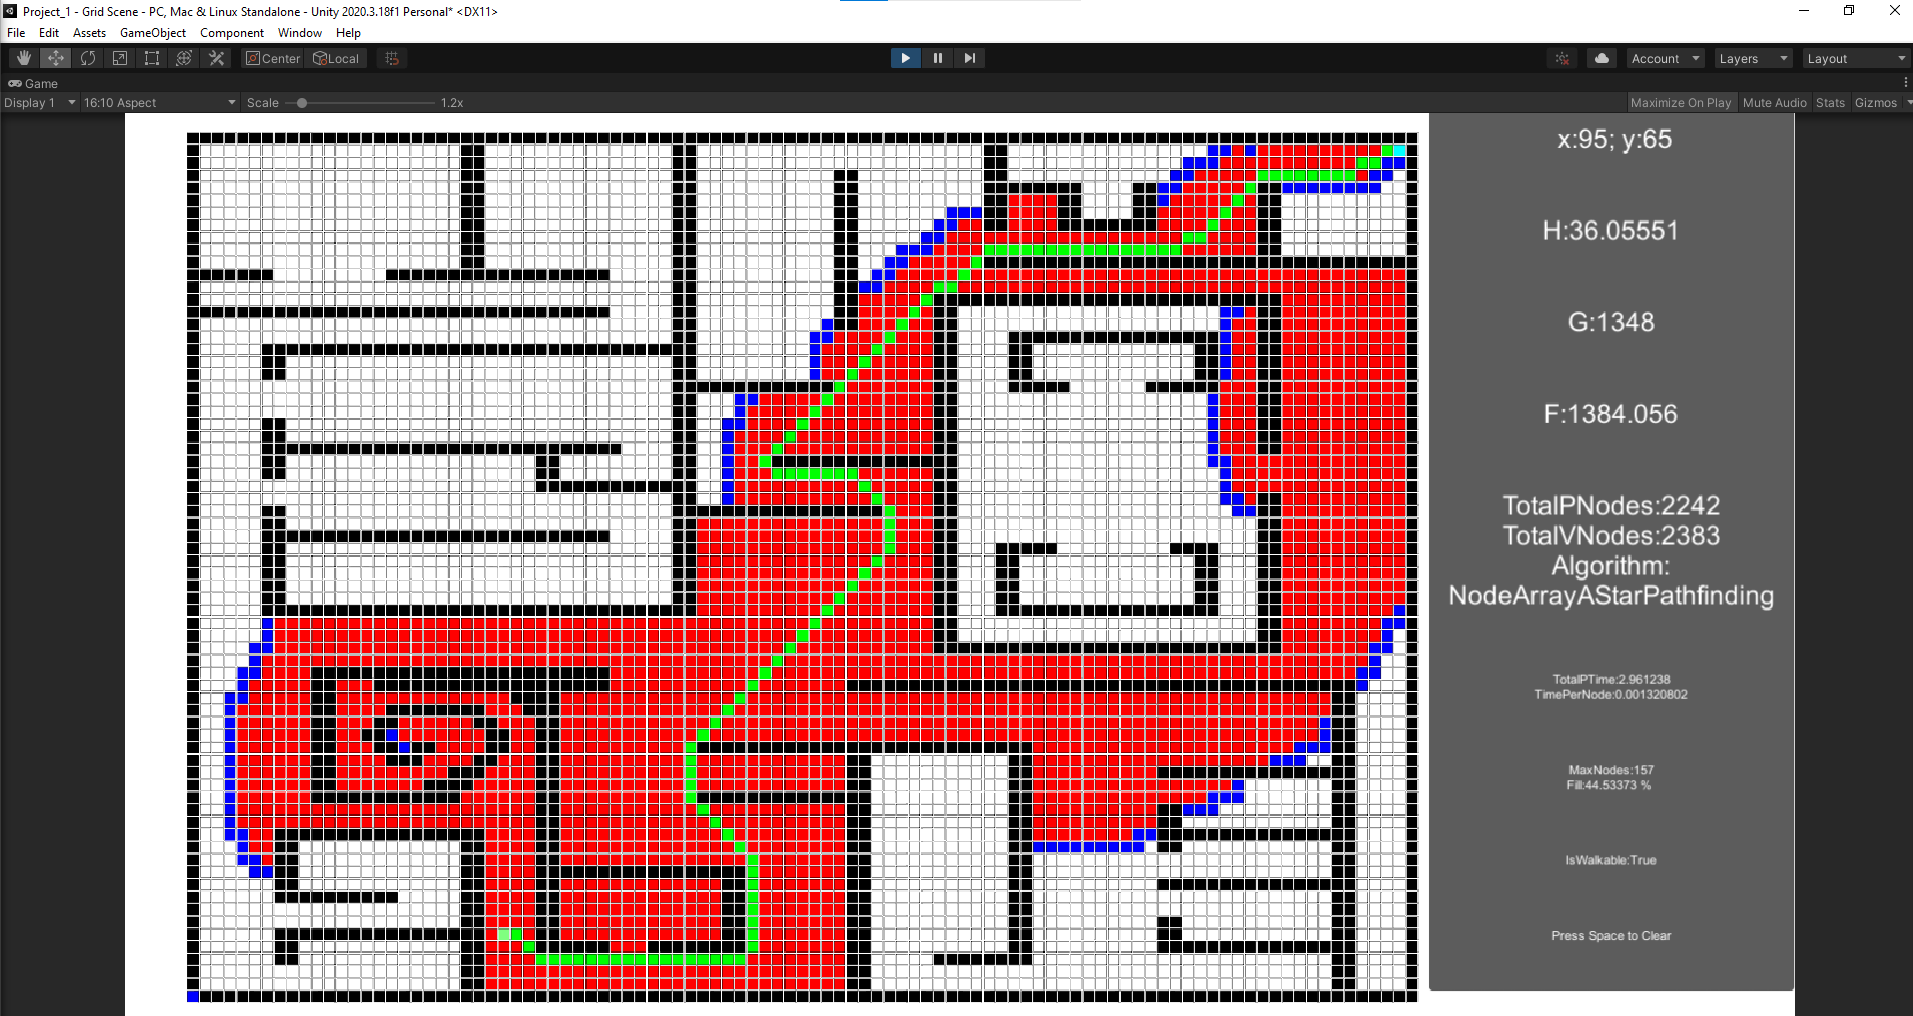 Project_1 - Grid Scene - PC, Mac & Linux Standalone - Unity 2020.3.18f1 Personal* <DX11>
File Edit Assets GameObject Component Window Help
Center Local Account Layers Layout
Game
Display 1 16:10 Aspect Scale 1.2x Maximize On Play Mute Audio Stats Gizmos
x:95; y:65
H:36.05551
G:1348
F:1384.056
TotalPNodes:2242
TotalVNodes:2383
Algorithm:
NodeArrayAStarPathfinding
TotalPTime:2.961238
TimePerNode:0.001320802
MaxNodes:157
Fill:44.53373 %
IsWalkable:True
Press Space to Clear